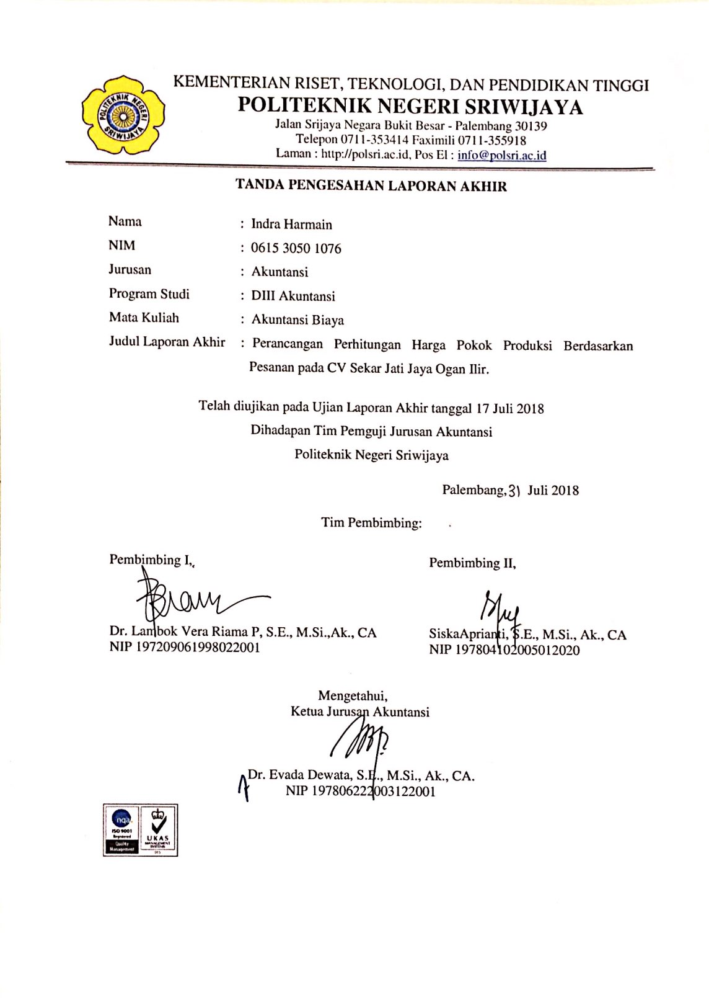 KEMENTERIAN RISET, TEKNOLOGI, DAN PENDIDIKAN TINGGI
POLITEKNIK NEGERI SRIWIJAYA
Jalan Srijaya Negara Bukit Besar - Palembang 30139
Telepon 0711-353414 Faximili 0711-355918
Laman : http://polsri.ac.id, Pos El : info@polsri.ac.id
POLITEKNIK NEGERI
SRIWIJAYA
TANDA PENGESAHAN LAPORAN AKHIR
Nama : Indra Harmain
NIM : 0615 3050 1076
Jurusan : Akuntansi
Program Studi : DIII Akuntansi
Mata Kuliah : Akuntansi Biaya
Judul Laporan Akhir : Perancangan Perhitungan Harga Pokok Produksi Berdasarkan
Pesanan pada CV Sekar Jati Jaya Ogan Ilir.
Telah diujikan pada Ujian Laporan Akhir tanggal 17 Juli 2018
Dihadapan Tim Pemguji Jurusan Akuntansi
Politeknik Negeri Sriwijaya
Palembang, 31 Juli 2018
Tim Pembimbing:
Pembimbing I,
Dr. Lambok Vera Riama P, S.E., M.Si.,Ak., CA
NIP 197209061998022001
Pembimbing II,
SiskaAprianti, S.E., M.Si., Ak., CA
NIP 197804102005012020
Mengetahui,
Ketua Jurusan Akuntansi
Dr. Evada Dewata, S.E., M.Si., Ak., CA.
NIP 197806222003122001
nqa.
ISO 9001
Registered
Quality
Management
UKAS
MANAGEMENT
SYSTEMS